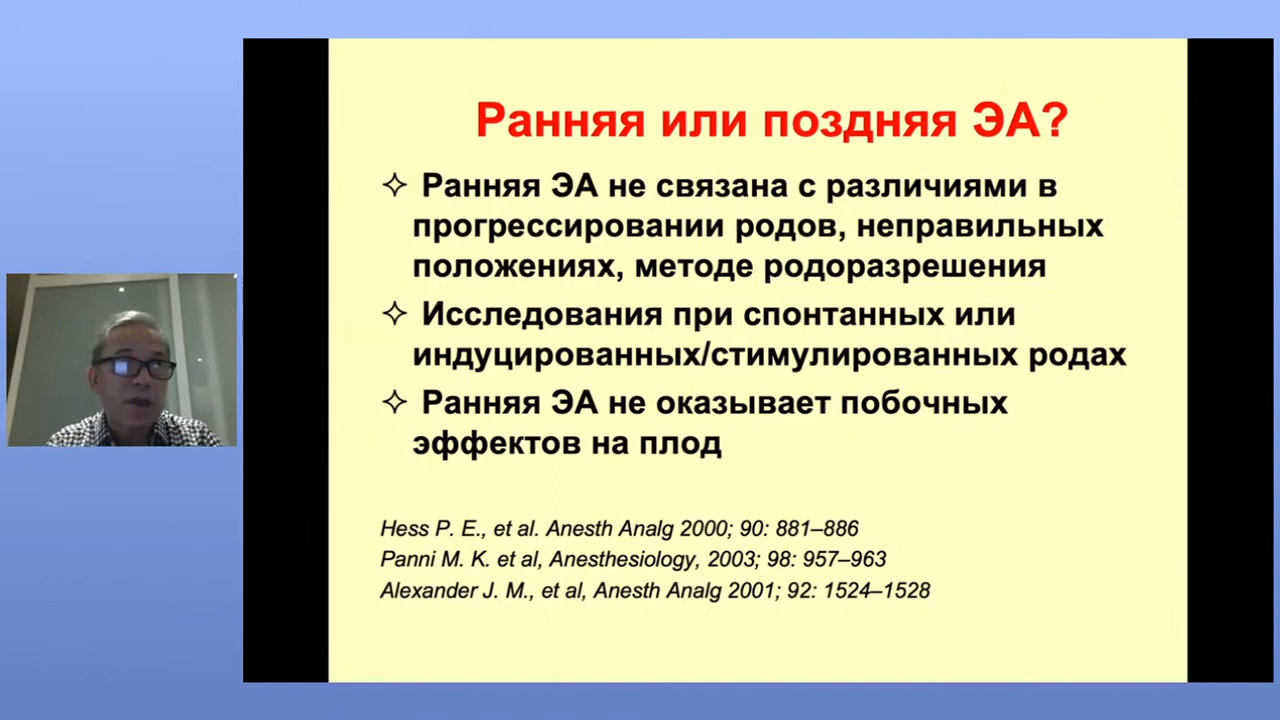 Ранняя или поздняя ЭА?
Ранняя ЭА не связана с различиями в
прогрессировании родов, неправильных
положениях, методе родоразрешения
Исследования при спонтанных или
индуцированных/стимулированных родах
Ранняя ЭА не оказывает побочных
эффектов на плод
Hess P. E., et al. Anesth Analg 2000; 90: 881–886
Panni M. K. et al, Anesthesiology, 2003; 98: 957–963
Alexander J. M., et al, Anesth Analg 2001; 92: 1524–1528